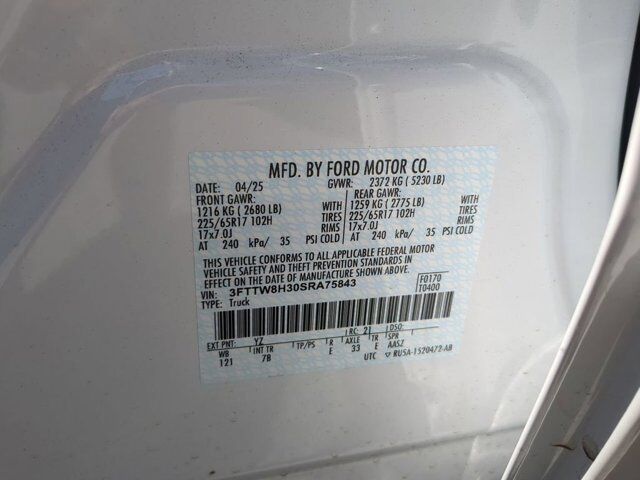 MFD. BY FORD MOTOR CO.
DATE: 04/25 GVWR: 2372 KG ( 5230 LB)
FRONT GAWR: REAR GAWR:
1216 KG ( 2680 LB) WITH 1259 KG ( 2775 LB) WITH
225/65R17 102H TIRES 225/65R17 102H TIRES
17x7.0J RIMS 17x7.0J RIMS
AT 240 kPa/ 35 PSI COLD AT 240 kPa/ 35 PSI COLD
THIS VEHICLE CONFORMS TO ALL APPLICABLE FEDERAL MOTOR
VEHICLE SAFETY AND THEFT PREVENTION STANDARDS IN
EFFECT ON THE DATE OF MANUFACTURE SHOWN ABOVE.
VIN: 3FTTW8H30SRA75843 F0170
TYPE: Truck T0400
EXT PNT: YZ RC: 21 DSO:
WB INT TR TP/PS R AXLE TR SPR
121 7B E 33 E AASZ
UTC RU5A-1520472-AB